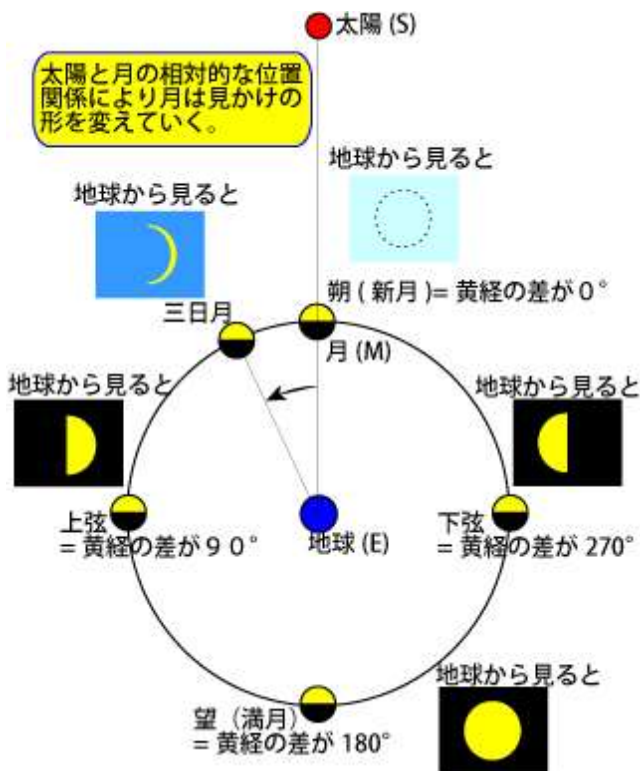 太陽 (S)
太陽と月の相対的な位置
関係により月は見かけの
形を変えていく。
地球から見ると
地球から見ると
朔 ( 新月 )= 黄経の差が 0 °
三日月
月 (M)
地球から見ると
地球から見ると
上弦
= 黄経の差が 9 0 °
地球 (E)
下弦
= 黄経の差が 270°
地球から見ると
望（満月）
= 黄経の差が 180°